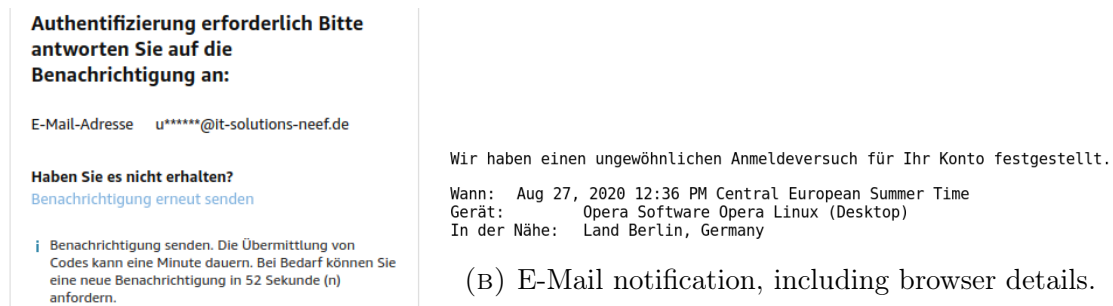 Authentifizierung erforderlich Bitte
antworten Sie auf die
Benachrichtigung an:
E-Mail-Adresse u******@it-solutions-neef.de
Haben Sie es nicht erhalten?
Benachrichtigung erneut senden
i Benachrichtigung senden. Die Übermittlung von
Codes kann eine Minute dauern. Bei Bedarf können Sie
eine neue Benachrichtigung in 52 Sekunde (n)
anfordern.
Wir haben einen ungewöhnlichen Anmeldeversuch für Ihr Konto festgestellt.
Wann: Aug 27, 2020 12:36 PM Central European Summer Time
Gerät: Opera Software Opera Linux (Desktop)
In der Nähe: Land Berlin, Germany
(B) E-Mail notification, including browser details.